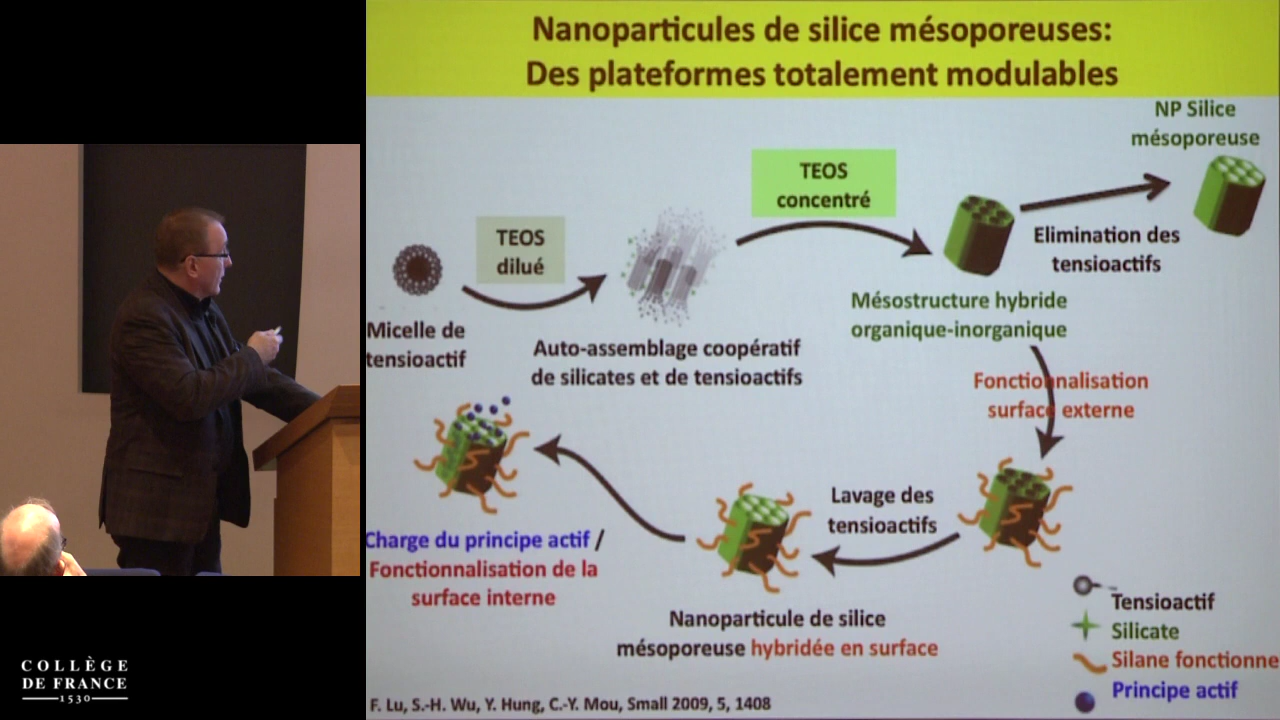 Nanoparticules de silice mésoporeuses:
Des plateformes totalement modulables
NP Silice
mésoporeuse
TEOS
concentré
TEOS
dilué
Elimination des
tensioactifs
Mésostructure hybride
organique-inorganique
Micelle de
tensioactif
Auto-assemblage coopératif
de silicates et de tensioactifs
Fonctionnalisation
surface externe
Lavage des
tensioactifs
Charge du principe actif /
Fonctionnalisation de la
surface interne
Nanoparticule de silice
mésoporeuse hybridée en surface
Tensioactif
Silicate
Silane fonctionne
Principe actif
F. Lu, S.-H. Wu, Y. Hung, C.-Y. Mou, Small 2009, 5, 1408
COLLÈGE
DE FRANCE
1530